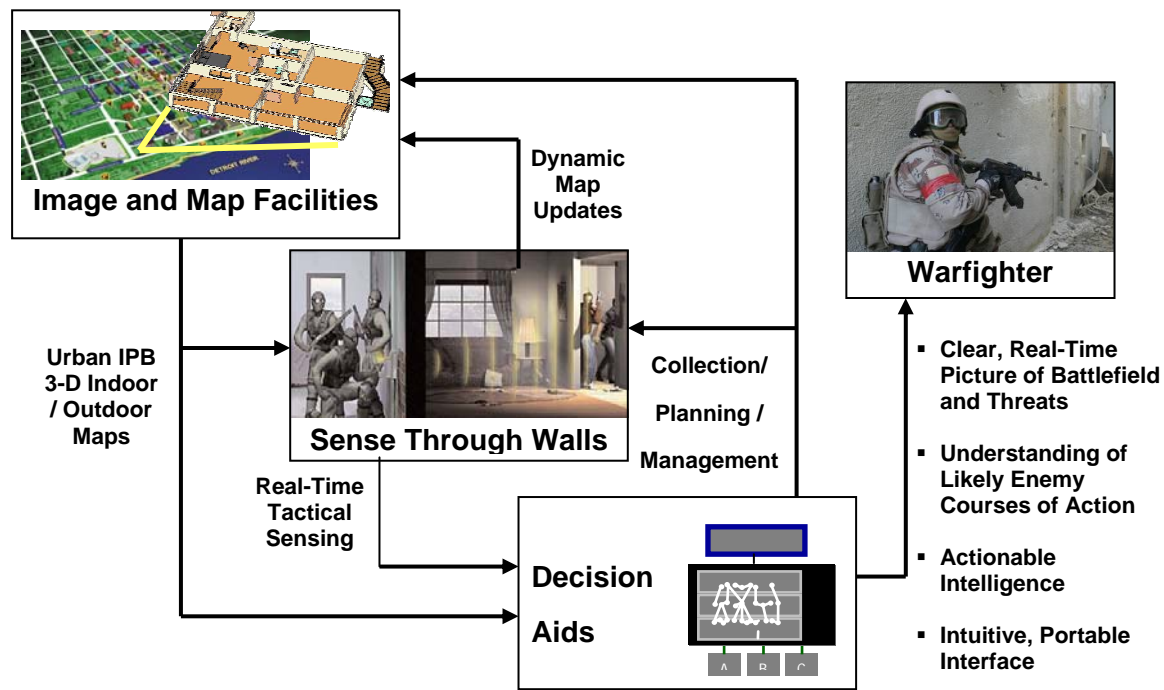 DETROIT RIVER
Image and Map Facilities
Dynamic
Map
Updates
Warfighter
Urban IPB
3-D Indoor
/ Outdoor
Maps
Sense Through Walls
Collection/
Planning /
Management
Real-Time
Tactical
Sensing
Decision
Aids
A B C
▪ Clear, Real-Time
Picture of Battlefield
and Threats
▪ Understanding of
Likely Enemy
Courses of Action
▪ Actionable
Intelligence
▪ Intuitive, Portable
Interface